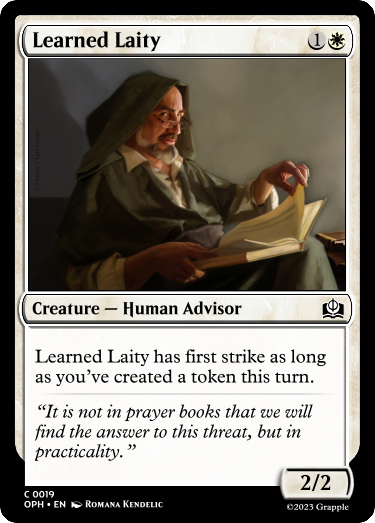 Learned Laity 1
Creature — Human Advisor
Learned Laity has first strike as long
as you've created a token this turn.
“It is not in prayer books that we will
find the answer to this threat, but in
practicality.”
2/2
C 0019
OPH • EN ROMANA KENDELIC
©2023 Grapple